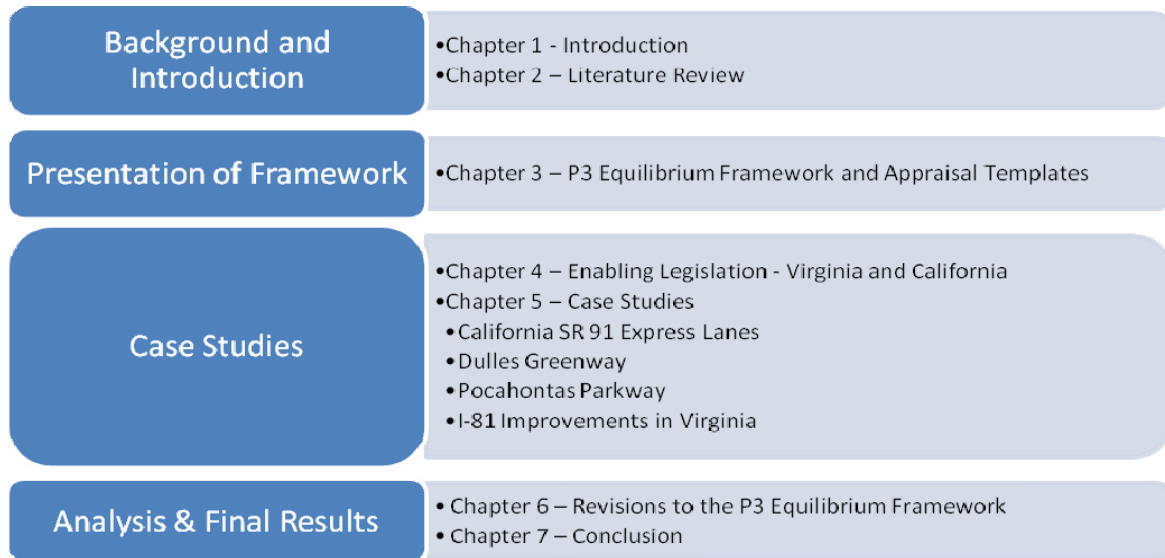 Background and
Introduction
•Chapter 1 - Introduction
•Chapter 2 – Literature Review
Presentation of Framework
•Chapter 3 – P3 Equilibrium Framework and Appraisal Templates
Case Studies
•Chapter 4 – Enabling Legislation - Virginia and California
•Chapter 5 – Case Studies
•California SR 91 Express Lanes
•Dulles Greenway
•Pocahontas Parkway
•I-81 Improvements in Virginia
Analysis & Final Results
• Chapter 6 – Revisions to the P3 Equilibrium Framework
• Chapter 7 – Conclusion